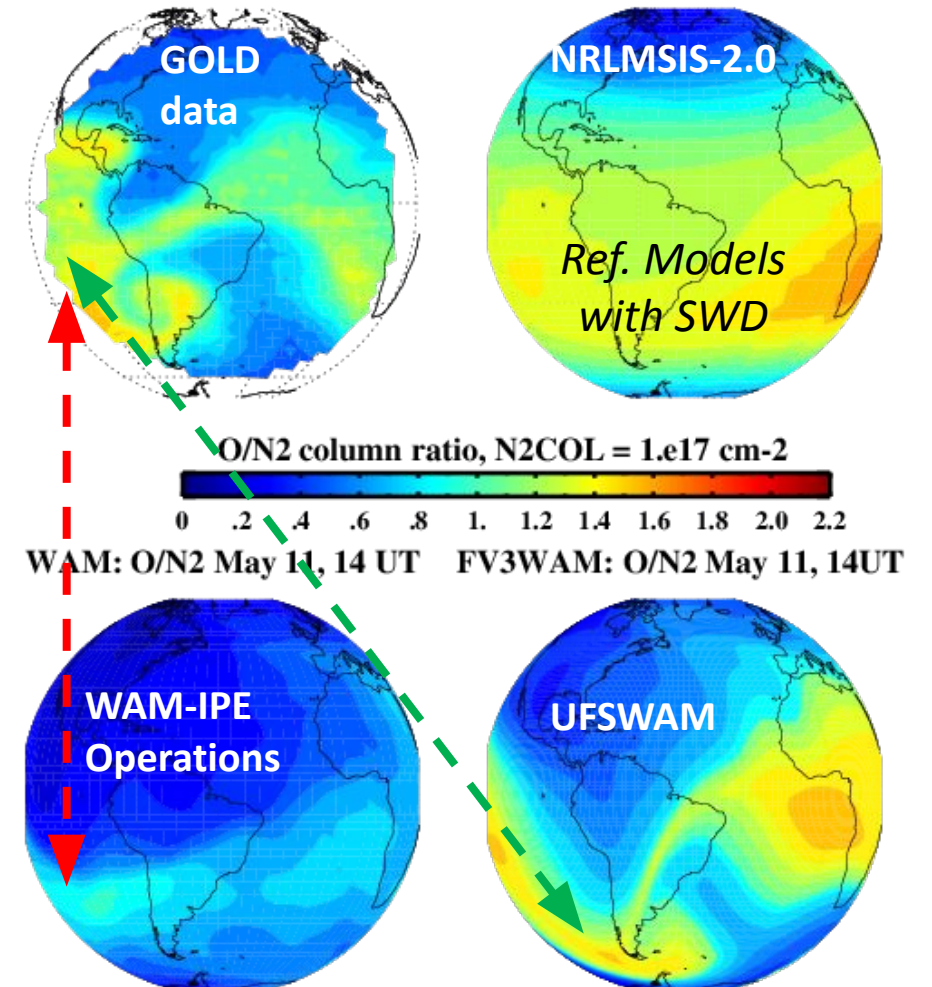 GOLD
data
NRLMSIS-2.0
Ref. Models
with SWD
O/N2 column ratio, N2COL = 1.e17 cm-2
0 .2 .4 .6 .8 1. 1.2 1.4 1.6 1.8 2.0 2.2
WAM: O/N2 May 11, 14 UT FV3WAM: O/N2 May 11, 14UT
WAM-IPE
Operations
UFSWAM